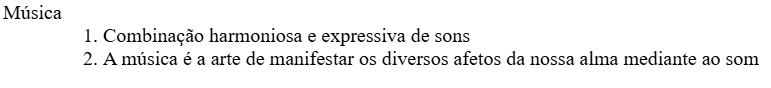 Música
1. Combinação harmoniosa e expressiva de sons
2. A música é a arte de manifestar os diversos afetos da nossa alma mediante ao som